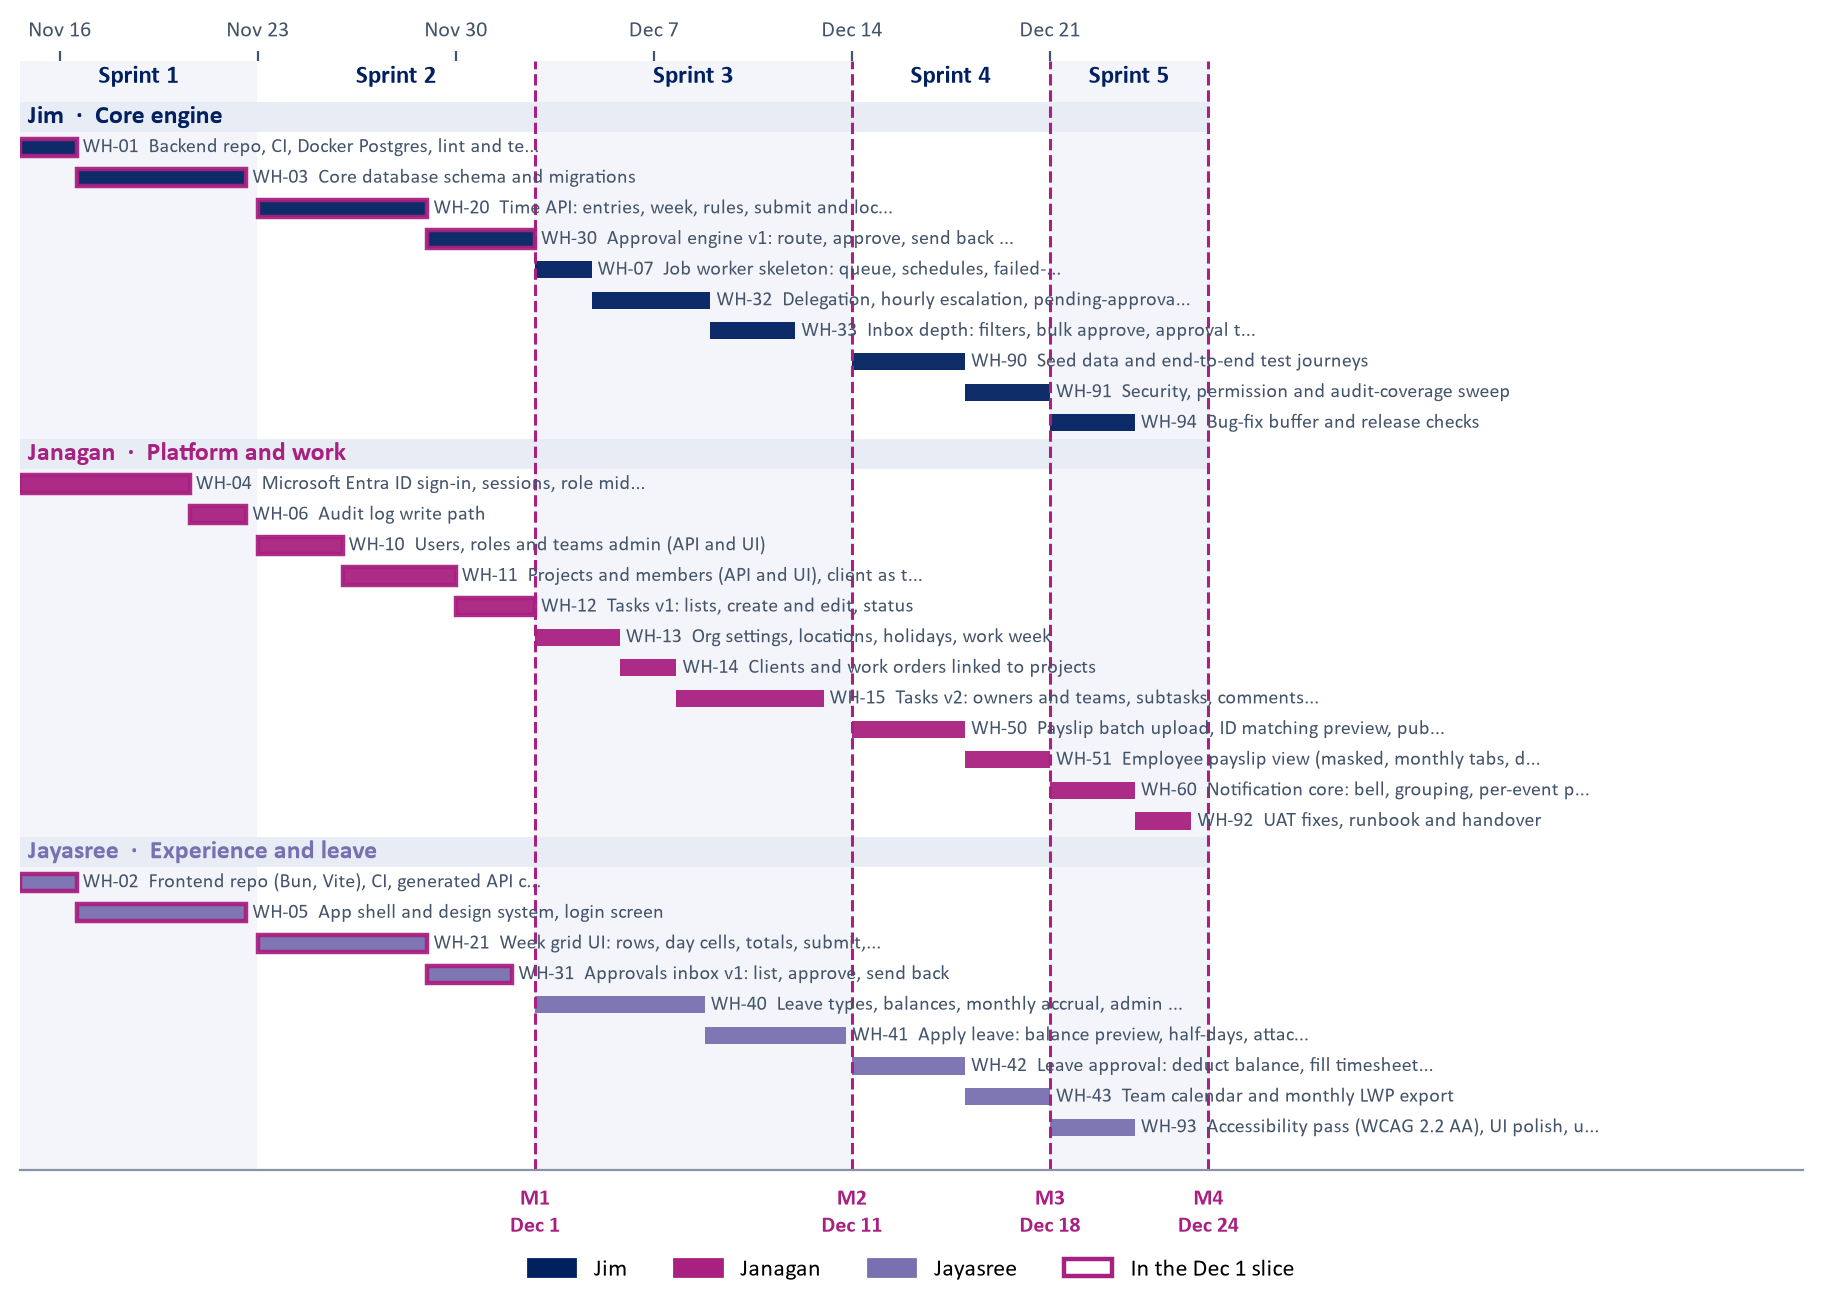 Nov 16 Nov 23 Nov 30 Dec 7 Dec 14 Dec 21
Sprint 1 Sprint 2 Sprint 3 Sprint 4 Sprint 5
Jim · Core engine
WH-01 Backend repo, CI, Docker Postgres, lint and te...
WH-03 Core database schema and migrations
WH-20 Time API: entries, week, rules, submit and loc...
WH-30 Approval engine v1: route, approve, send back ...
WH-07 Job worker skeleton: queue, schedules, failed-...
WH-32 Delegation, hourly escalation, pending-approva...
WH-33 Inbox depth: filters, bulk approve, approval t...
WH-90 Seed data and end-to-end test journeys
WH-91 Security, permission and audit-coverage sweep
WH-94 Bug-fix buffer and release checks
Janagan · Platform and work
WH-04 Microsoft Entra ID sign-in, sessions, role mid...
WH-06 Audit log write path
WH-10 Users, roles and teams admin (API and UI)
WH-11 Projects and members (API and UI), client as t...
WH-12 Tasks v1: lists, create and edit, status
WH-13 Org settings, locations, holidays, work week
WH-14 Clients and work orders linked to projects
WH-15 Tasks v2: owners and teams, subtasks, comments...
WH-50 Payslip batch upload, ID matching preview, pub...
WH-51 Employee payslip view (masked, monthly tabs, d...
WH-60 Notification core: bell, grouping, per-event p...
WH-92 UAT fixes, runbook and handover
Jayasree · Experience and leave
WH-02 Frontend repo (Bun, Vite), CI, generated API c...
WH-05 App shell and design system, login screen
WH-21 Week grid UI: rows, day cells, totals, submit,...
WH-31 Approvals inbox v1: list, approve, send back
WH-40 Leave types, balances, monthly accrual, admin ...
WH-41 Apply leave: balance preview, half-days, attac...
WH-42 Leave approval: deduct balance, fill timesheet...
WH-43 Team calendar and monthly LWP export
WH-93 Accessibility pass (WCAG 2.2 AA), UI polish, u...
M1 M2 M3 M4
Dec 1 Dec 11 Dec 18 Dec 24
Jim Janagan Jayasree In the Dec 1 slice